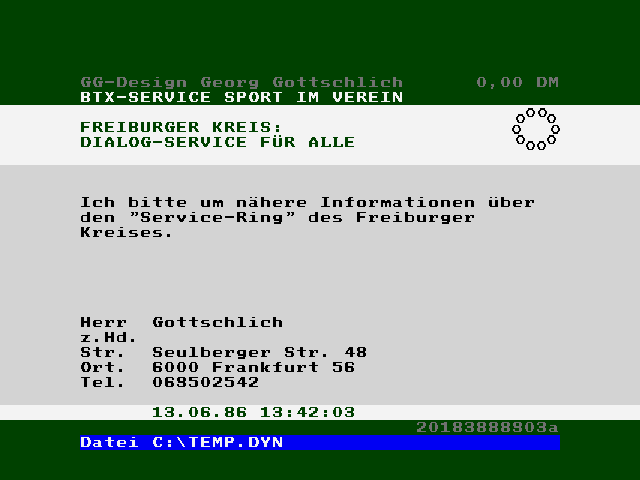 GG-Design Georg Gottschlich 0,00 DM
BTX-SERVICE SPORT IM VEREIN
FREIBURGER KREIS:
DIALOG-SERVICE FÜR ALLE
Ich bitte um nähere Informationen über
den "Service-Ring" des Freiburger
Kreises.
Herr Gottschlich
z.Hd.
Str. Seulberger Str. 48
Ort. 6000 Frankfurt 56
Tel. 069502542
13.06.86 13:42:03
20183888803a
Datei C:\TEMP.DYN